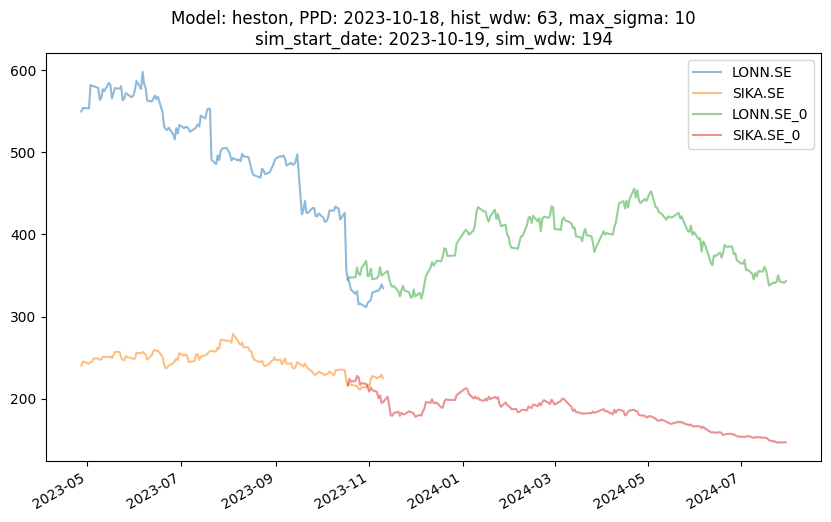 Model: heston, PPD: 2023-10-18, hist_wdw: 63, max_sigma: 10
sim_start_date: 2023-10-19, sim_wdw: 194
LONN.SE
SIKA.SE
LONN.SE_0
SIKA.SE_0
600
500
400
300
200
2023-05
2023-07
2023-09
2023-11
2024-01
2024-03
2024-05
2024-07